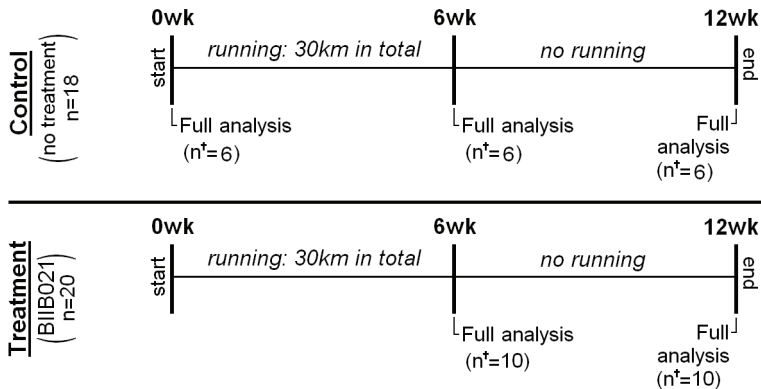 0wk 6wk 12wk
Control
(no treatment)
n=18
start
running: 30km in total
no running
end
Full analysis
(n†=6)
Full analysis
(n†=6)
Full
analysis
(n†=6)
0wk 6wk 12wk
Treatment
(BIIB021)
n=20
start
running: 30km in total
no running
end
Full analysis
(n†=10)
Full
analysis
(n†=10)